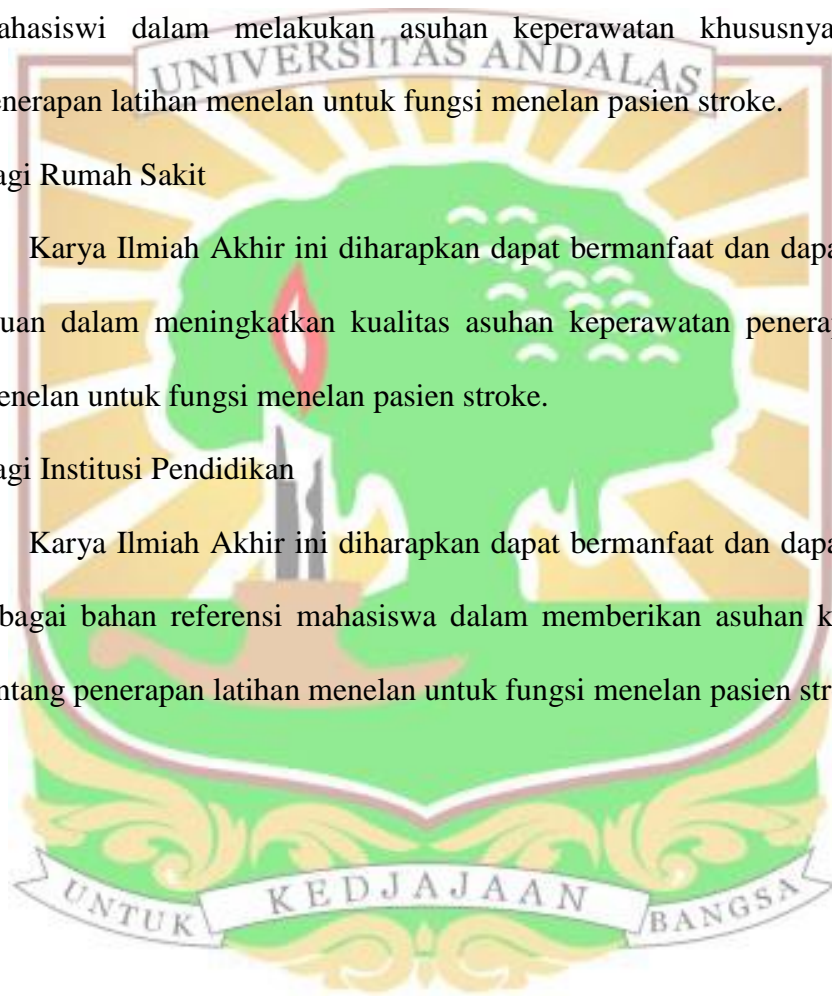 ahasiswi dalam melakukan asuhan keperawatan khususnya
UNIVERSITAS ANDALAS
enerapan latihan menelan untuk fungsi menelan pasien stroke.
agi Rumah Sakit
Karya Ilmiah Akhir ini diharapkan dapat bermanfaat dan dapa
uan dalam meningkatkan kualitas asuhan keperawatan penerap
enelan untuk fungsi menelan pasien stroke.
agi Institusi Pendidikan
Karya Ilmiah Akhir ini diharapkan dapat bermanfaat dan dapa
bagai bahan referensi mahasiswa dalam memberikan asuhan k
ntang penerapan latihan menelan untuk fungsi menelan pasien str
UNTUK KEDJAJAAN BANGSA